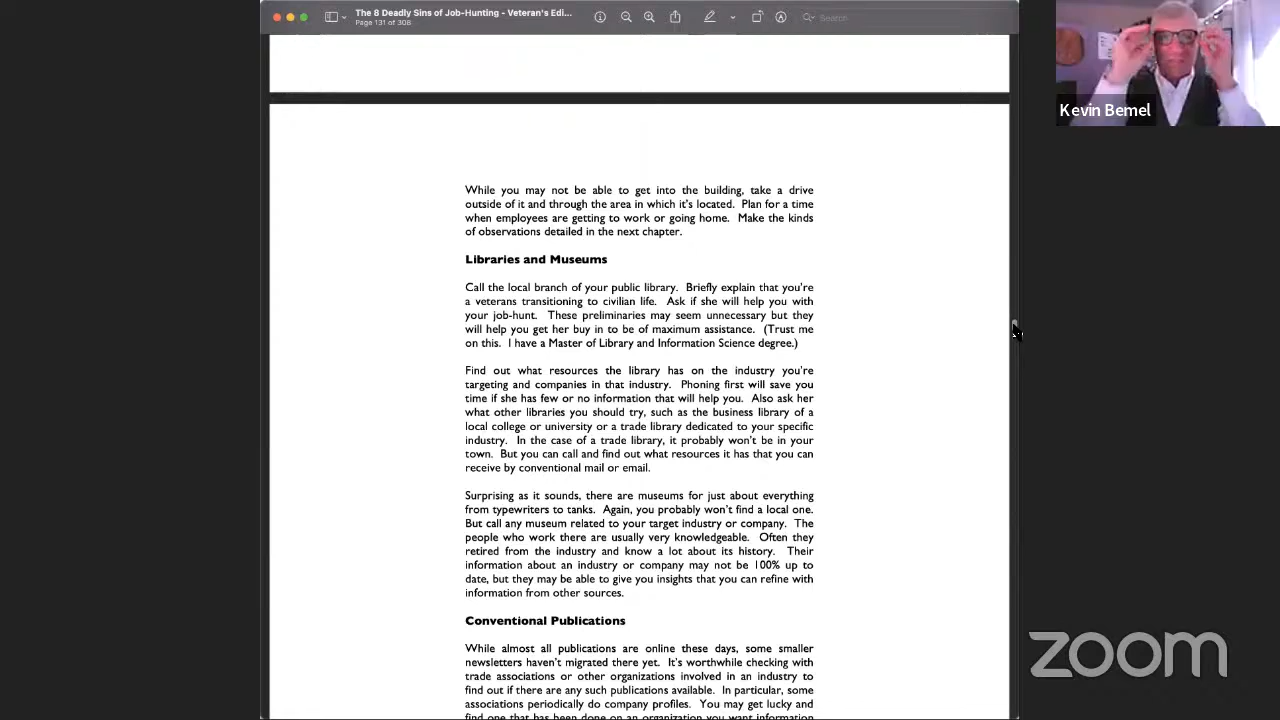 The 8 Deadly Sins of Job-Hunting - Veteran's Edi...
Page 131 of 308
Search
Kevin Bemel
While you may not be able to get into the building, take a drive
outside of it and through the area in which it's located. Plan for a time
when employees are getting to work or going home. Make the kinds
of observations detailed in the next chapter.
Libraries and Museums
Call the local branch of your public library. Briefly explain that you're
a veterans transitioning to civilian life. Ask if she will help you with
your job-hunt. These preliminaries may seem unnecessary but they
will help you get her buy in to be of maximum assistance. (Trust me
on this. I have a Master of Library and Information Science degree.)
Find out what resources the library has on the industry you're
targeting and companies in that industry. Phoning first will save you
time if she has few or no information that will help you. Also ask her
what other libraries you should try, such as the business library of a
local college or university or a trade library dedicated to your specific
industry. In the case of a trade library, it probably won't be in your
town. But you can call and find out what resources it has that you can
receive by conventional mail or email.
Surprising as it sounds, there are museums for just about everything
from typewriters to tanks. Again, you probably won't find a local one.
But call any museum related to your target industry or company. The
people who work there are usually very knowledgeable. Often they
retired from the industry and know a lot about its history. Their
information about an industry or company may not be 100% up to
date, but they may be able to give you insights that you can refine with
information from other sources.
Conventional Publications
While almost all publications are online these days, some smaller
newsletters haven't migrated there yet. It's worthwhile checking with
trade associations or other organizations involved in an industry to
find out if there are any such publications available. In particular, some
associations periodically do company profiles. You may get lucky and
find one that has been done on an organization you want information
zoom